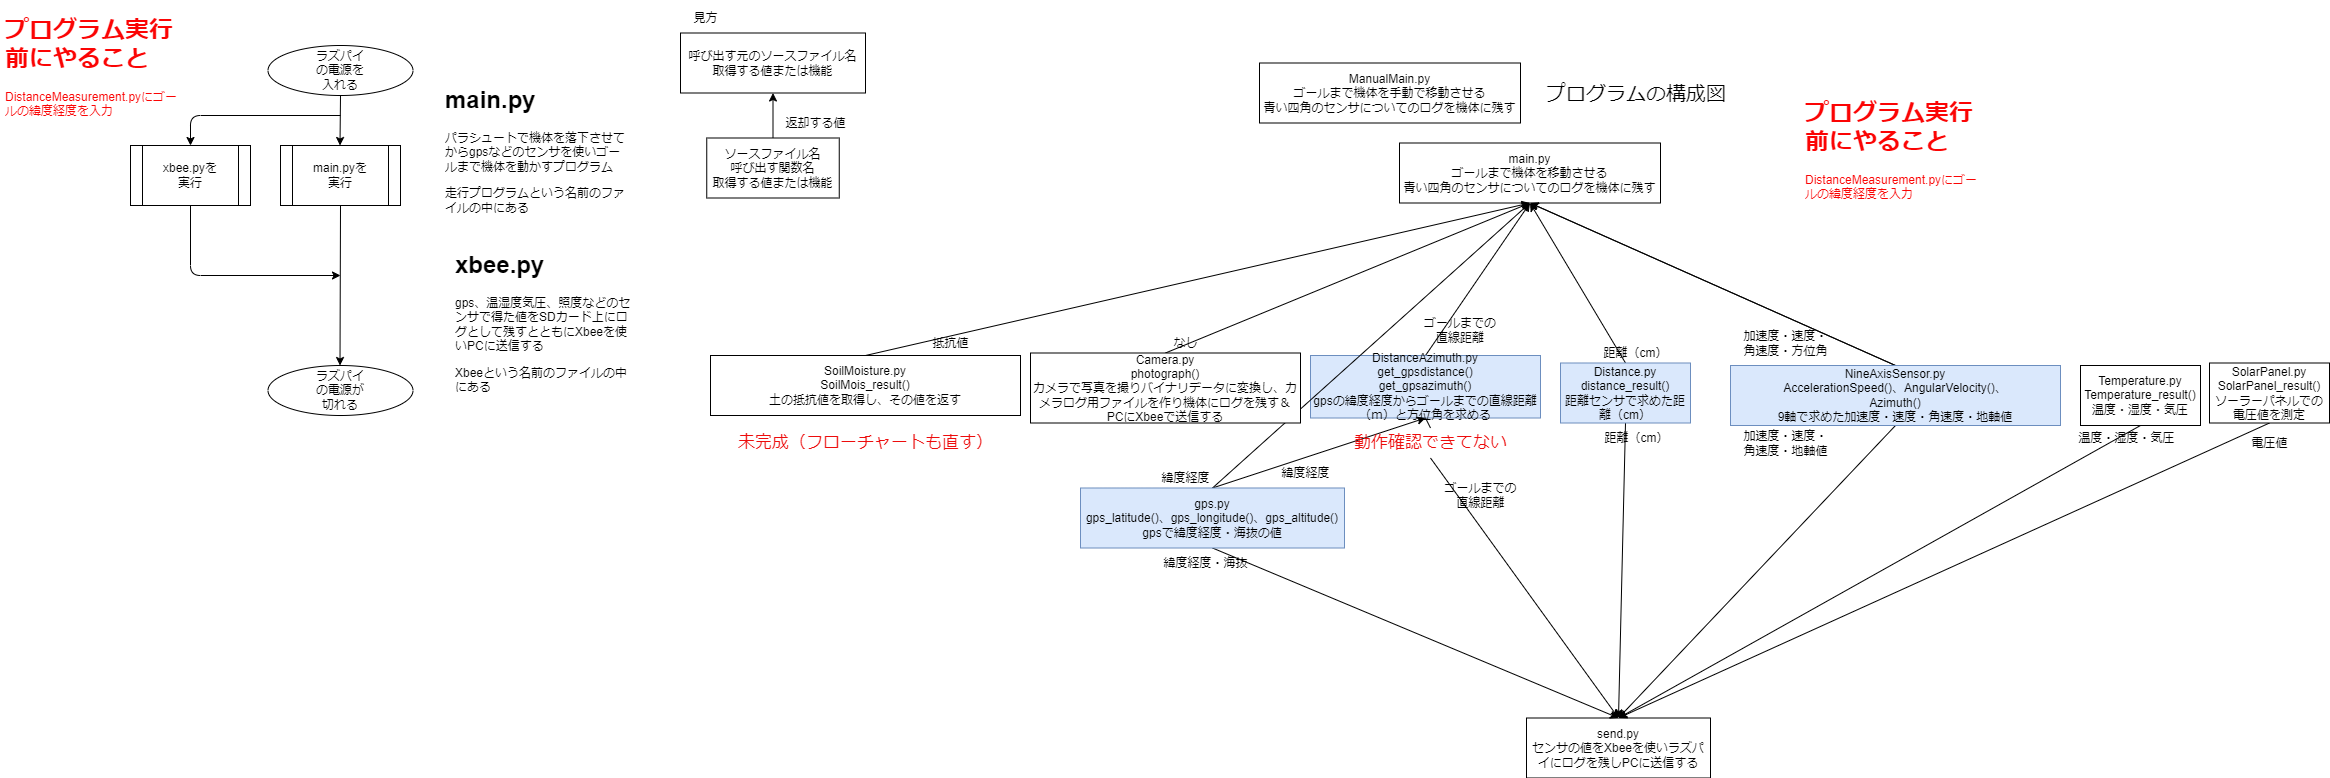 プログラム実行
前にやること
DistanceMeasurement.pyにゴー
ルの緯度経度を入力
ラズパイ
の電源を
入れる
xbee.pyを
実行
main.pyを
実行
ラズパイ
の電源が
切れる
main.py
パラシュートで機体を落下させて
からgpsなどのセンサを使いゴー
ルまで機体を動かすプログラム
走行プログラムという名前のファ
イルの中にある
xbee.py
gps、温湿度気圧、照度などのセ
ンサで得た値をSDカード上にロ
グとして残すとともにXbeeを使
いPCに送信する
Xbeeという名前のファイルの中
にある
見方
呼び出す元のソースファイル名
取得する値または機能
返却する値
ソースファイル名
呼び出す関数名
取得する値または機能
ManualMain.py
ゴールまで機体を手動で移動させる
青い四角のセンサについてのログを機体に残す
プログラムの構成図
main.py
ゴールまで機体を移動させる
青い四角のセンサについてのログを機体に残す
プログラム実行
前にやること
DistanceMeasurement.pyにゴー
ルの緯度経度を入力
抵抗値
なし
ゴールまでの
直線距離
距離（cm）
加速度・速度・
角速度・方位角
SoilMoisture.py
SoilMois_result()
土の抵抗値を取得し、その値を返す
未完成（フローチャートも直す）
Camera.py
photograph()
カメラで写真を撮りバイナリデータに変換し、カ
メラログ用ファイルを作り機体にログを残す＆
PCにXbeeで送信する
DistanceAzimuth.py
get_gpsdistance()
get_gpsazimuth()
gpsの緯度経度からゴールまでの直線距離
（m）と方位角を求める
動作確認できてない
Distance.py
distance_result()
距離センサで求めた距
離（cm）
距離（cm）
NineAxisSensor.py
AccelerationSpeed()、AngularVelocity()、
Azimuth()
9軸で求めた加速度・速度・角速度・地軸値
加速度・速度・
角速度・地軸値
Temperature.py
Temperature_result()
温度・湿度・気圧
温度・湿度・気圧
SolarPanel.py
SolarPanel_result()
ソーラーパネルでの
電圧値を測定
電圧値
緯度経度
緯度経度
gps.py
gps_latitude()、gps_longitude()、gps_altitude()
gpsで緯度経度・海抜の値
緯度経度・海抜
ゴールまでの
直線距離
send.py
センサの値をXbeeを使いラズパ
イにログを残しPCに送信する